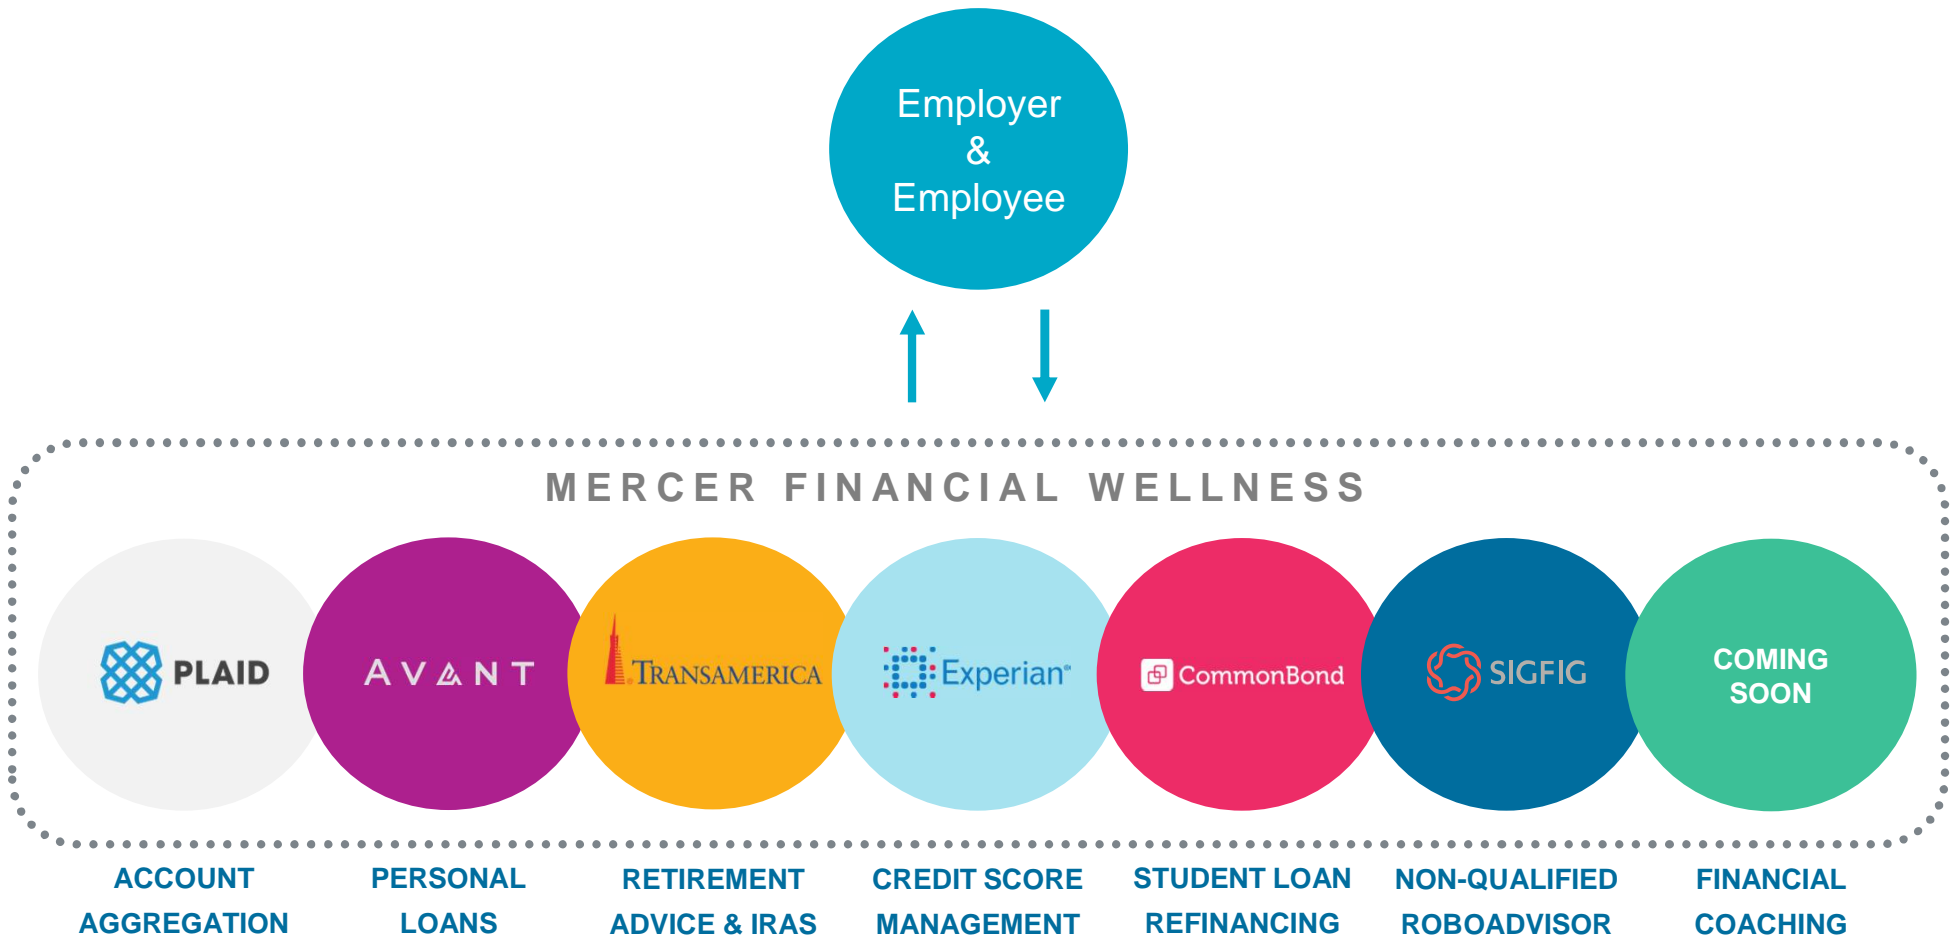 Employer
&
Employee
MERCER FINANCIAL WELLNESS
PLAID
AVANT
TRANSAMERICA
Experian
CommonBond
SIGFIG
COMING
SOON
ACCOUNT
AGGREGATION
PERSONAL
LOANS
RETIREMENT
ADVICE & IRAS
CREDIT SCORE
MANAGEMENT
STUDENT LOAN
REFINANCING
NON-QUALIFIED
ROBOADVISOR
FINANCIAL
COACHING